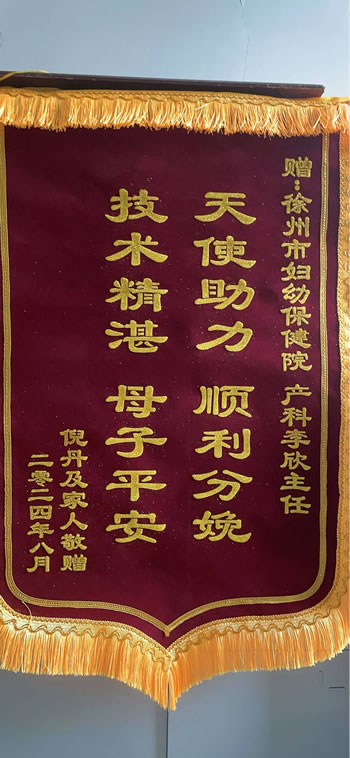 赠：徐州市妇幼保健院 产科李欣主任
天使助力 顺利分娩
技术精湛 母子平安
倪丹及家人敬赠
二零二四年八月